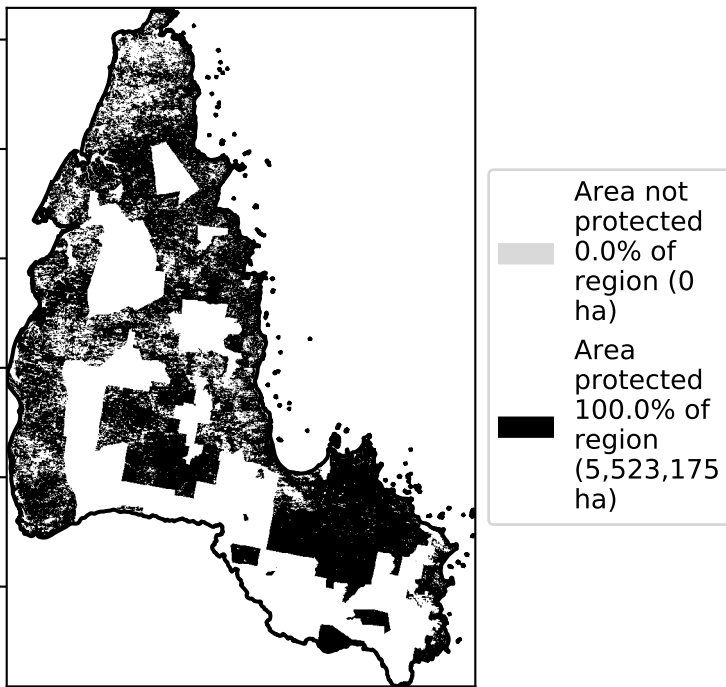 Area not
protected
0.0% of
region (0
ha)
Area
protected
100.0% of
region
(5,523,175
ha)